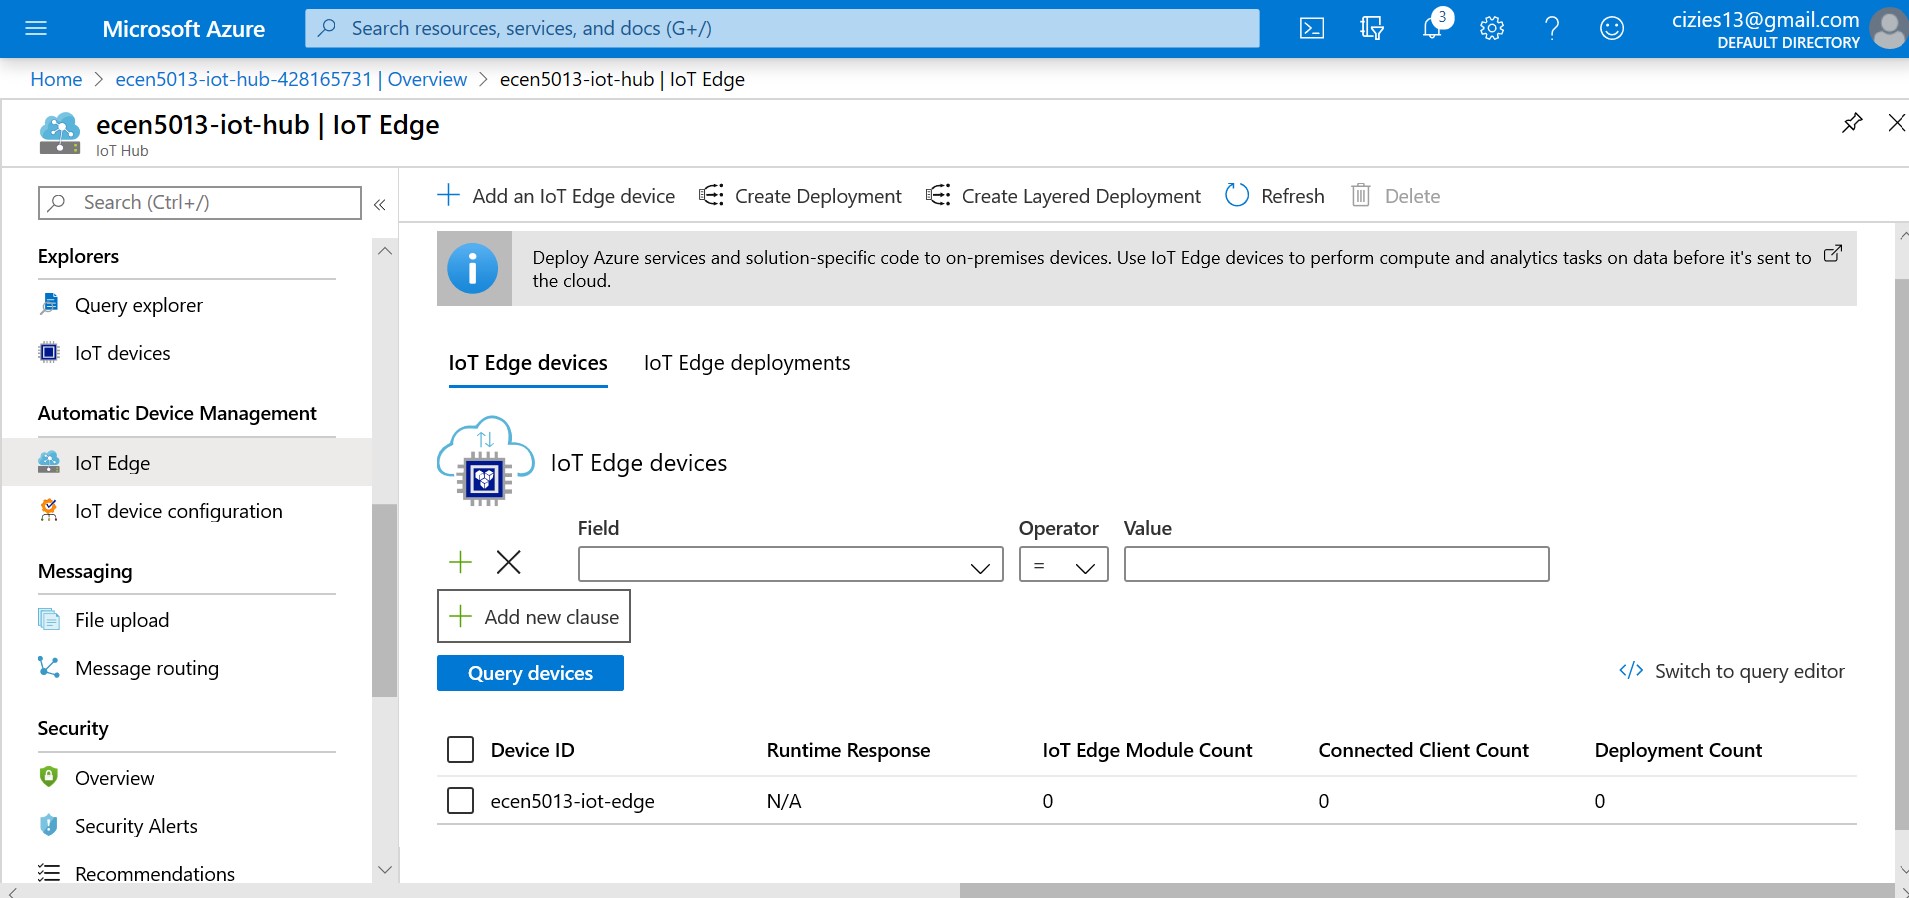 Microsoft Azure
Search resources, services, and docs (G+/)
3
cizies13@gmail.com
DEFAULT DIRECTORY
Home > ecen5013-iot-hub-428165731 | Overview > ecen5013-iot-hub | IoT Edge
ecen5013-iot-hub | IoT Edge
IoT Hub
Search (Ctrl+/)
«
Explorers
Query explorer
IoT devices
Automatic Device Management
IoT Edge
IoT device configuration
Messaging
File upload
Message routing
Security
Overview
Security Alerts
Recommendations
Add an IoT Edge device Create Deployment Create Layered Deployment Refresh Delete
Deploy Azure services and solution-specific code to on-premises devices. Use IoT Edge devices to perform compute and analytics tasks on data before it's sent to
the cloud.
IoT Edge devices IoT Edge deployments
IoT Edge devices
Field Operator Value
=
Add new clause
Query devices
</> Switch to query editor
Device ID Runtime Response IoT Edge Module Count Connected Client Count Deployment Count
ecen5013-iot-edge N/A 0 0 0